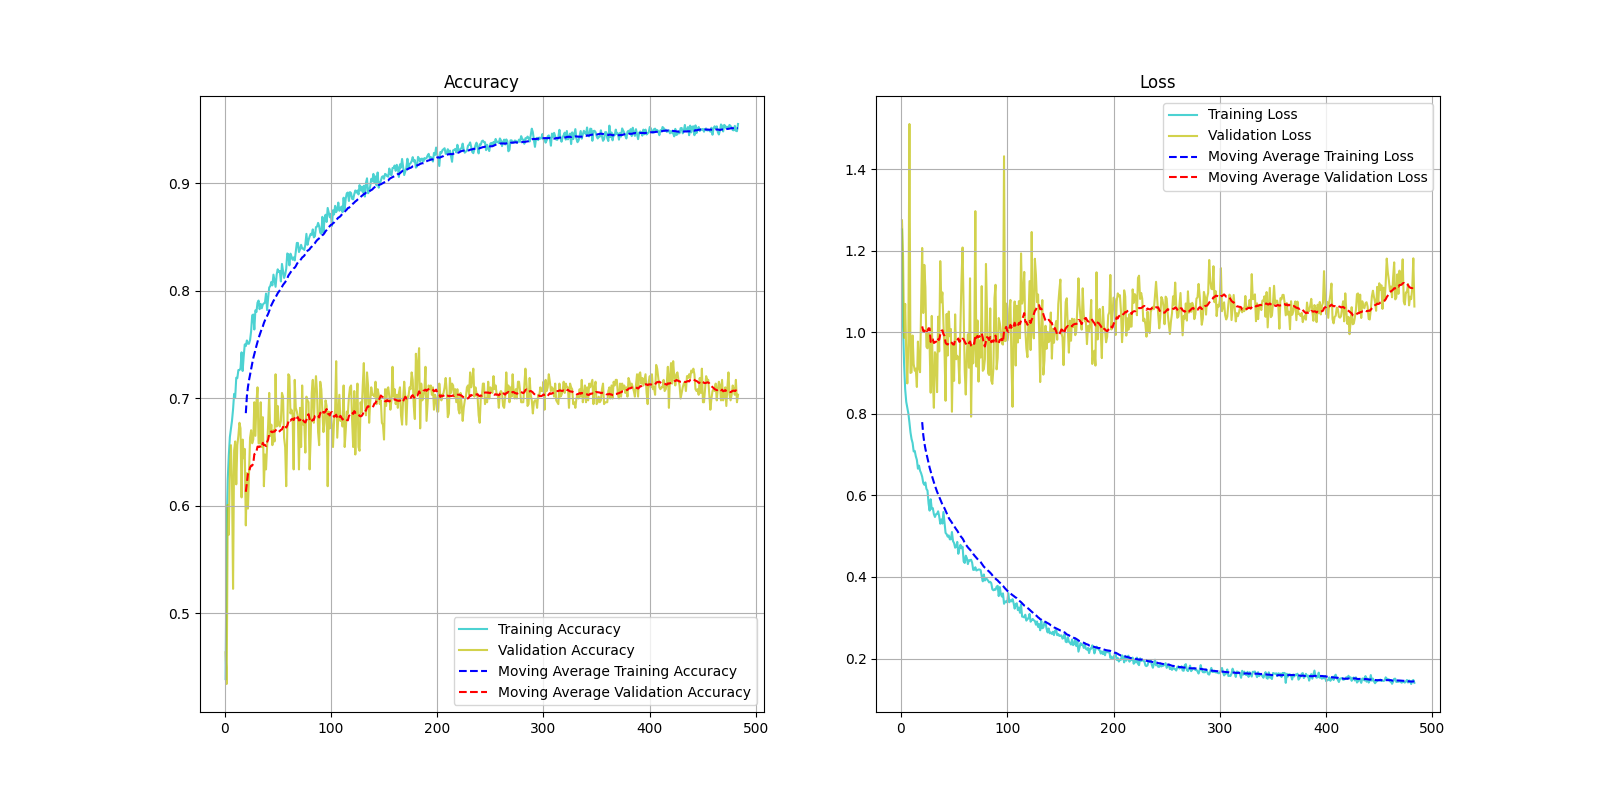 Accuracy
0.9
0.8
0.7
0.6
0.5
0
100
200
300
400
500
Training Accuracy
Validation Accuracy
Moving Average Training Accuracy
Moving Average Validation Accuracy
Loss
1.4
1.2
1.0
0.8
0.6
0.4
0.2
0
100
200
300
400
500
Training Loss
Validation Loss
Moving Average Training Loss
Moving Average Validation Loss